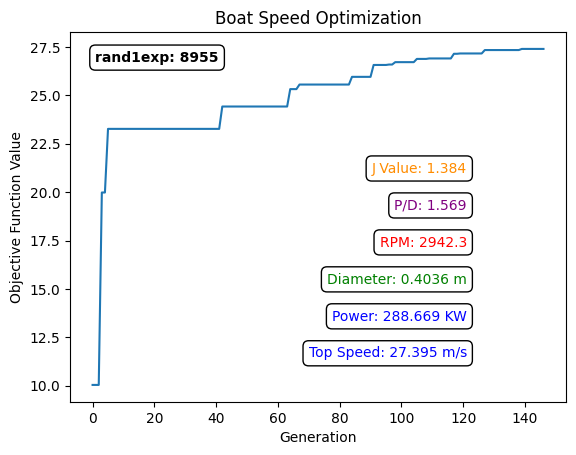 Boat Speed Optimization
rand1exp: 8955
J Value: 1.384
P/D: 1.569
RPM: 2942.3
Diameter: 0.4036 m
Power: 288.669 KW
Top Speed: 27.395 m/s
Objective Function Value
27.5
25.0
22.5
20.0
17.5
15.0
12.5
10.0
0 20 40 60 80 100 120 140
Generation